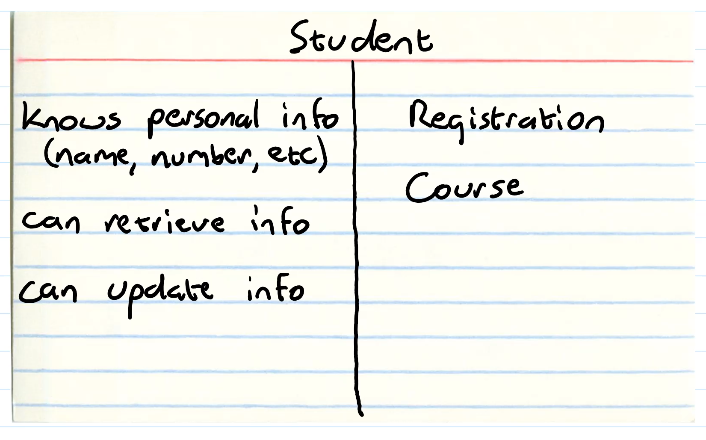 Student
knows personal info
(name, number, etc)
can retrieve info
can update info
Registration
Course